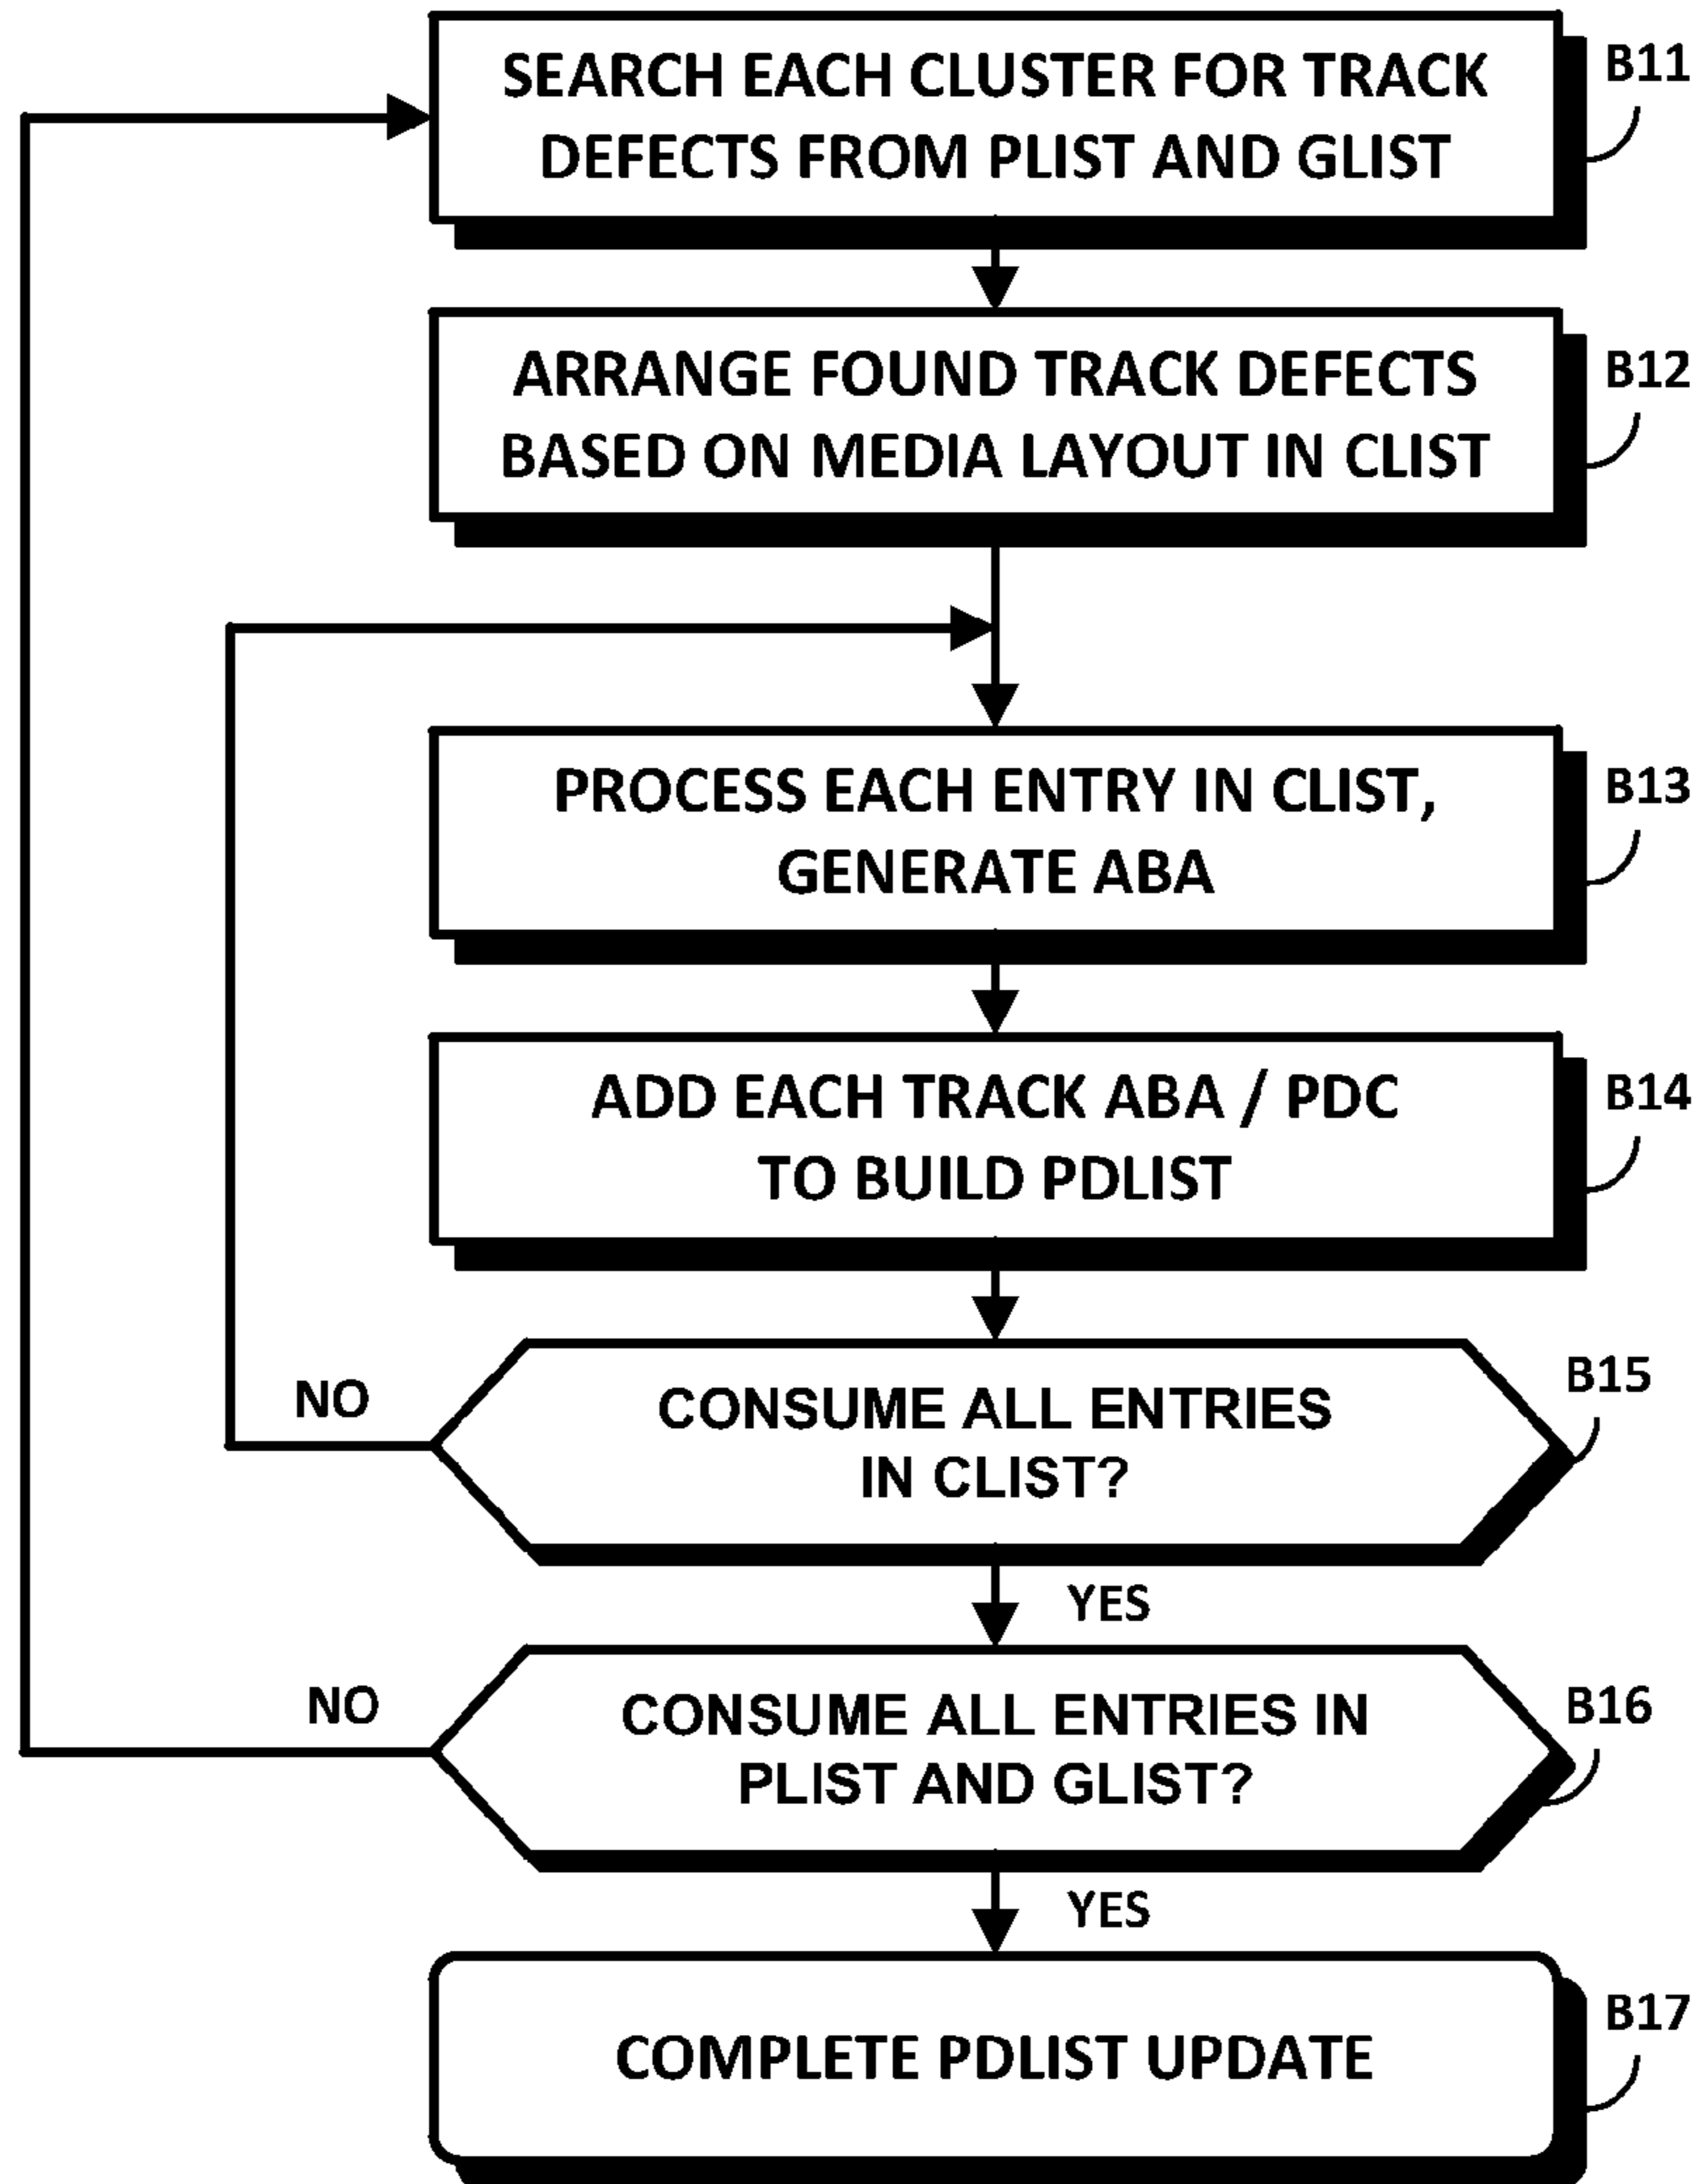 SEARCH EACH CLUSTER FOR TRACK
DEFECTS FROM PLIST AND GLIST
B11
ARRANGE FOUND TRACK DEFECTS
BASED ON MEDIA LAYOUT IN CLIST
B12
PROCESS EACH ENTRY IN CLIST,
GENERATE ABA
B13
ADD EACH TRACK ABA / PDC
TO BUILD PDLIST
B14
NO
CONSUME ALL ENTRIES
IN CLIST?
B15
YES
NO
CONSUME ALL ENTRIES IN
PLIST AND GLIST?
B16
YES
COMPLETE PDLIST UPDATE
B17